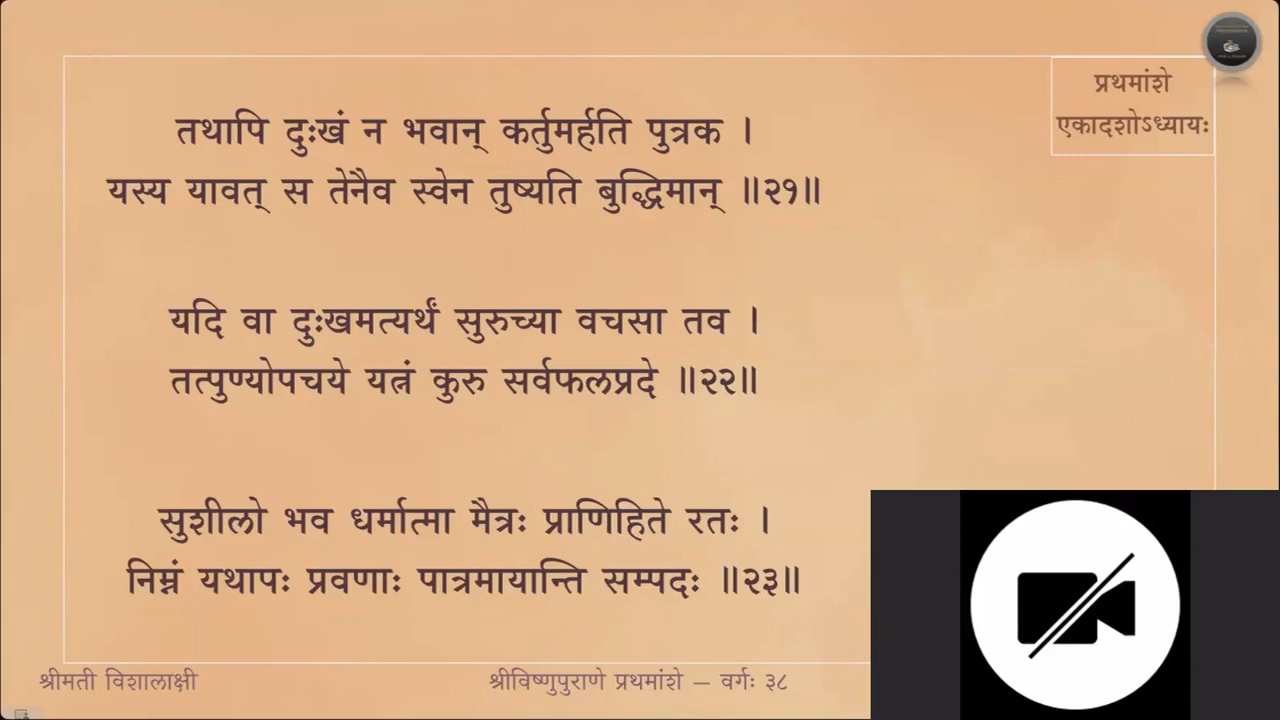 प्रथमांशे
एकादशोऽध्यायः
तथापि दुःखं न भवान् कर्तुमर्हति पुत्रक ।
यस्य यावत् स तेनैव स्वेन तुष्यति बुद्धिमान् ॥२१॥
यदि वा दुःखमत्यर्थं सुरुच्या वचसा तव ।
तत्पुण्योपचये यत्नं कुरु सर्वफलप्रदे ॥२२॥
सुशीलो भव धर्मात्मा मैत्रः प्राणिहिते रतः ।
निम्नं यथापः प्रवणाः पात्रमायान्ति सम्पदः ॥२३॥
श्रीमती विशालाक्षी
श्रीविष्णुपुराणे प्रथमांशे – वर्गः ३८